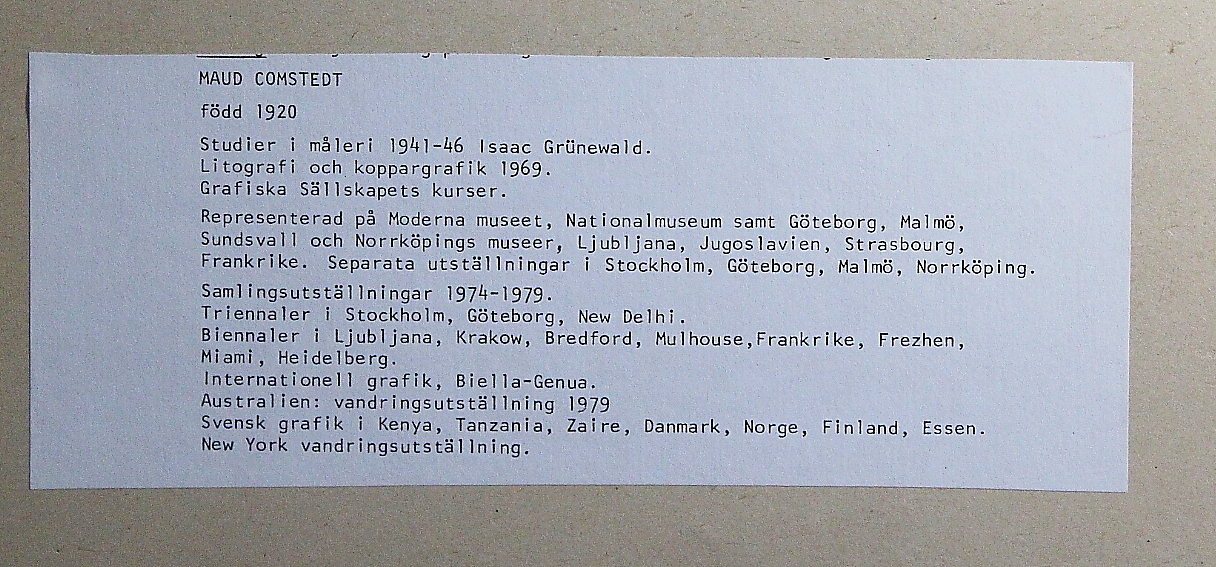 MAUD COMSTEDT
född 1920
Studier i måleri 1941-46 Isaac Grünewald.
Litografi och koppargrafik 1969.
Grafiska Sällskapets kurser.
Representerad på Moderna museet, Nationalmuseum samt Göteborg, Malmö,
Sundsvall och Norrköpings museer, Ljubljana, Jugoslavien, Strasbourg,
Frankrike. Separata utställningar i Stockholm, Göteborg, Malmö, Norrköping.
Samlingsutställningar 1974-1979.
Triennaler i Stockholm, Göteborg, New Delhi.
Biennaler i Ljubljana, Krakow, Bredford, Mulhouse,Frankrike, Frezhen,
Miami, Heidelberg.
Internationell grafik, Biella-Genua.
Australien: vandringsutställning 1979
Svensk grafik i Kenya, Tanzania, Zaire, Danmark, Norge, Finland, Essen.
New York vandringsutställning.